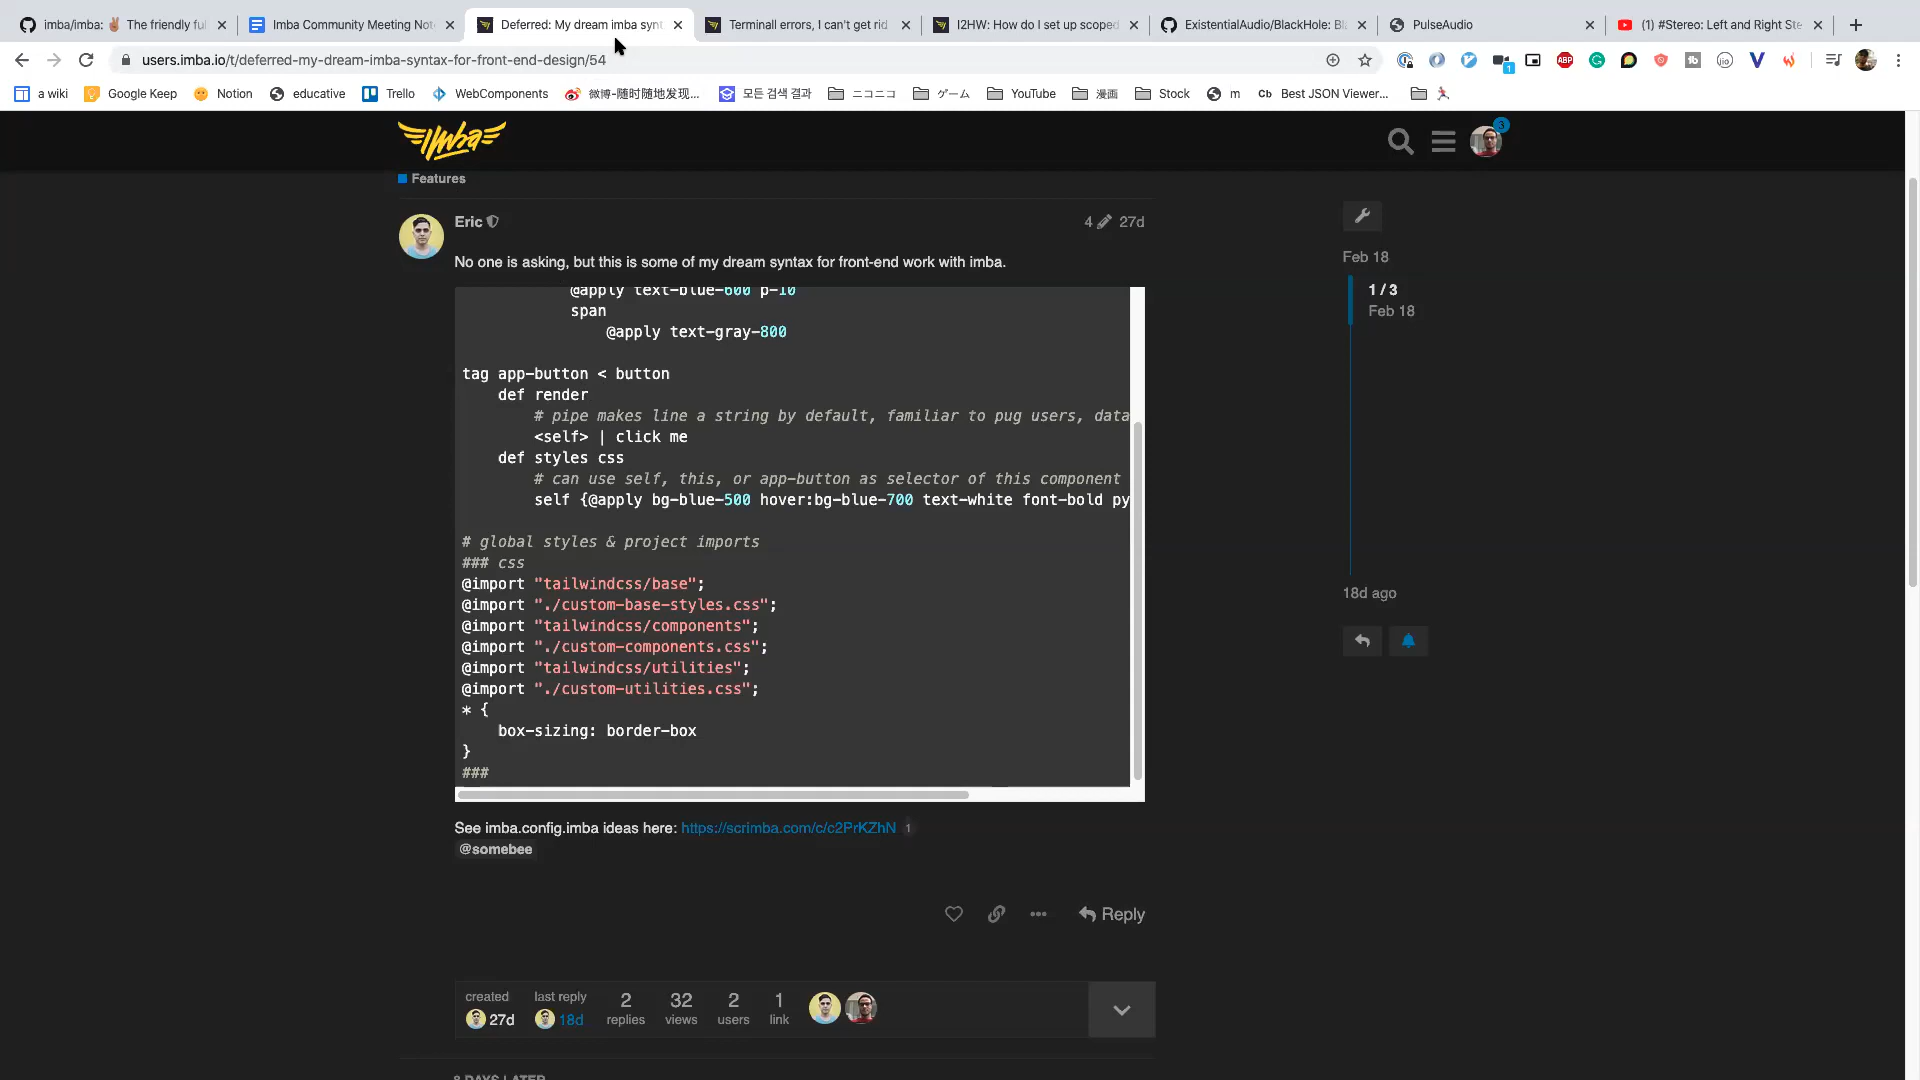 imba/imba: ✌🏽 The friendly ful
Imba Community Meeting Not
Deferred: My dream imba synt
Terminall errors, I can't get rid
I2HW: How do I set up scoped
ExistentialAudio/BlackHole: Bl
PulseAudio
(1) #Stereo: Left and Right Ste
users.imba.io/t/deferred-my-dream-imba-syntax-for-front-end-design/54
a wiki
Google Keep
Notion
educative
Trello
WebComponents
微博-随时随地发现...
모든 검색 결과
ニコニコ
ゲーム
YouTube
漫画
Stock
m
Cb Best JSON Viewer...
imba
3
Features
Eric
4
27d
No one is asking, but this is some of my dream syntax for front-end work with imba.
@apply text-blue-600 p-10
span
@apply text-gray-800
tag app-button < button
def render
# pipe makes line a string by default, familiar to pug users, data
<self> | click me
def styles css
# can use self, this, or app-button as selector of this component
self {@apply bg-blue-500 hover:bg-blue-700 text-white font-bold py
# global styles & project imports
### css
@import "tailwindcss/base";
@import "./custom-base-styles.css";
@import "tailwindcss/components";
@import "./custom-components.css";
@import "tailwindcss/utilities";
@import "./custom-utilities.css";
* {
box-sizing: border-box
}
###
See imba.config.imba ideas here: https://scrimba.com/c/c2PrKZhN 1
@somebee
Reply
Feb 18
1 / 3
Feb 18
18d ago
created
27d
last reply
18d
2
replies
32
views
2
users
1
link
8 DAYS LATER